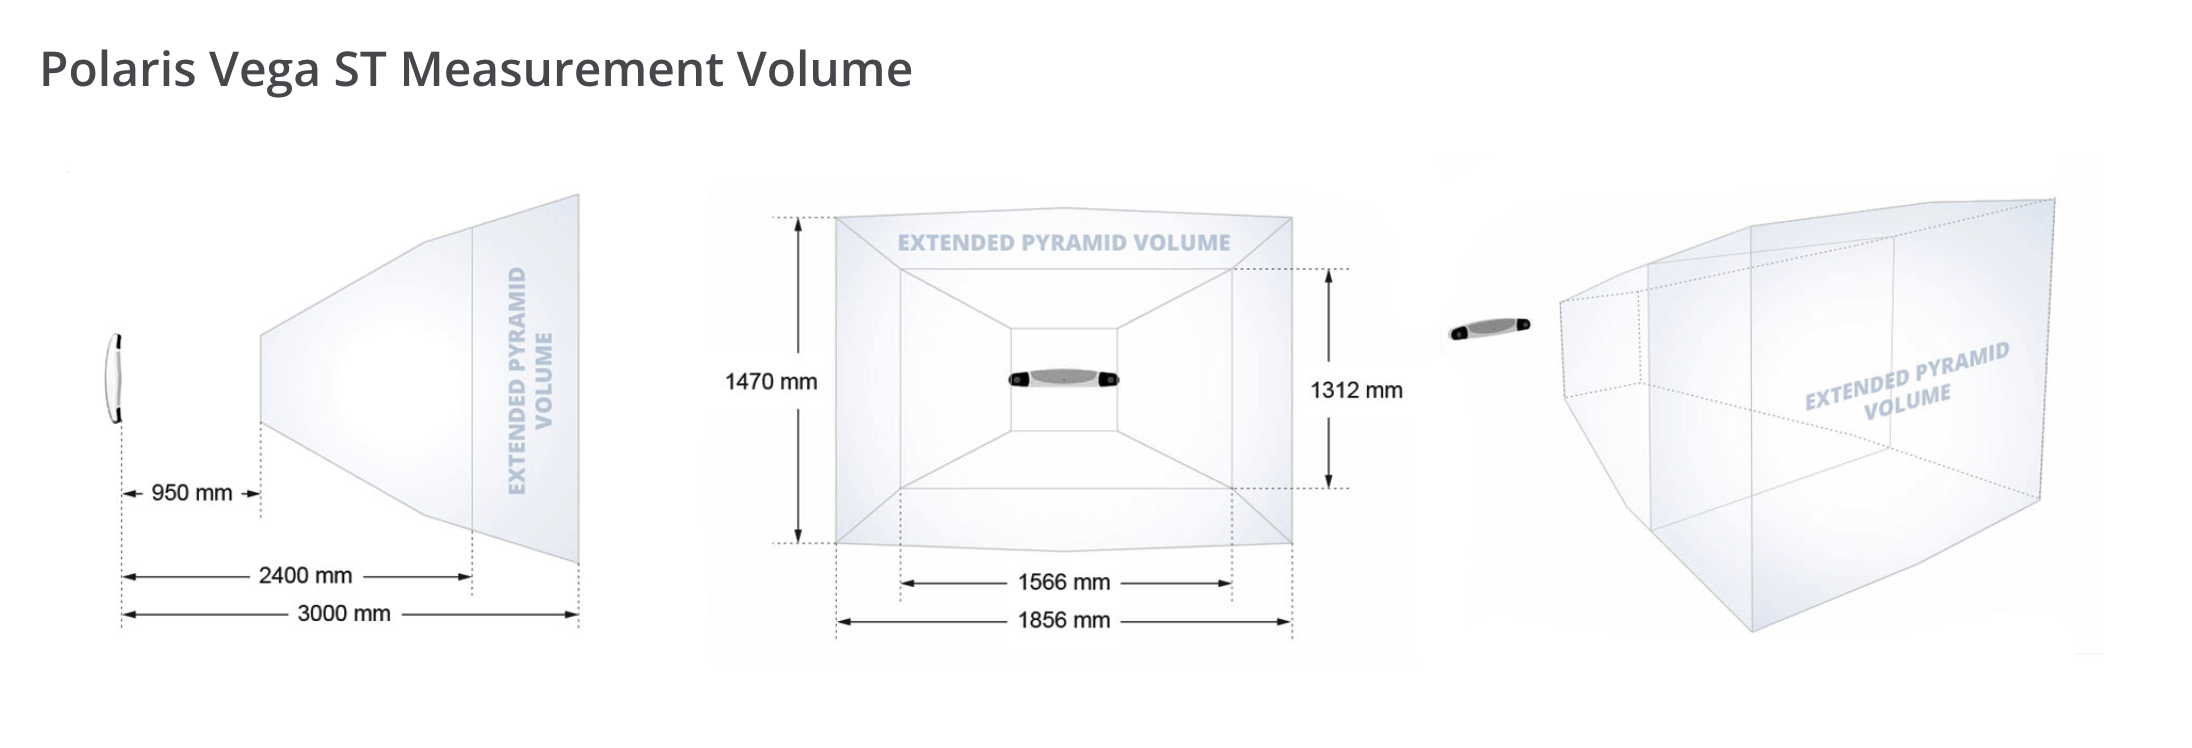 Polaris Vega ST Measurement Volume
EXTENDED PYRAMID
VOLUME
950 mm
2400 mm
3000 mm
EXTENDED PYRAMID VOLUME
1470 mm
1312 mm
1566 mm
1856 mm
EXTENDED PYRAMID
VOLUME